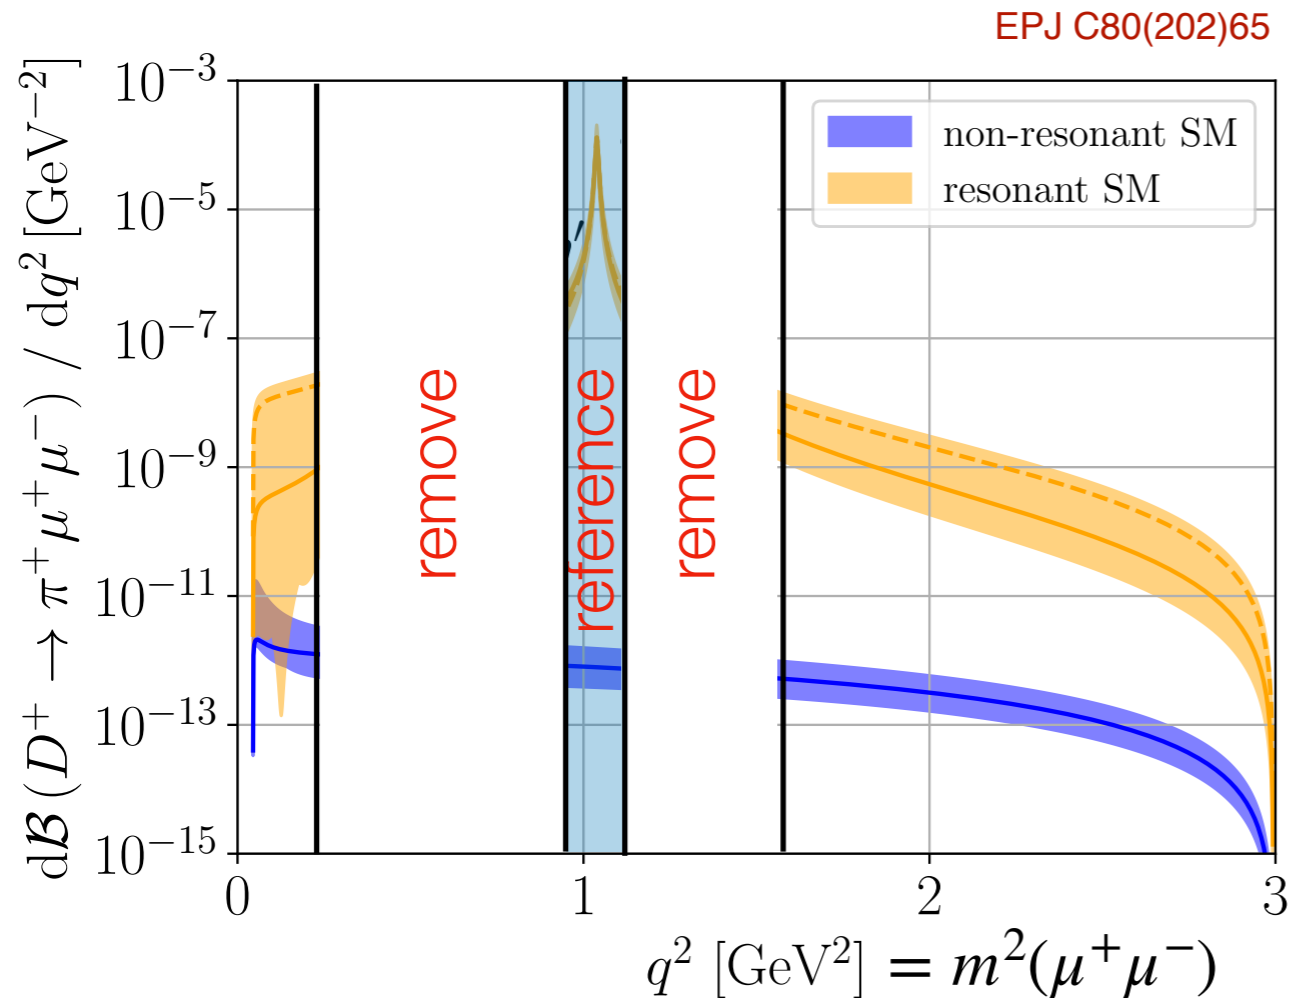 EPJ C80(202)65
dℬ(D⁺ → π⁺μ⁺μ⁻) / dq² [GeV⁻²]
10⁻³
10⁻⁵
10⁻⁷
10⁻⁹
10⁻¹¹
10⁻¹³
10⁻¹⁵
non-resonant SM
resonant SM
remove
reference
remove
0 1 2 3
q² [GeV²] = m²(μ⁺μ⁻)